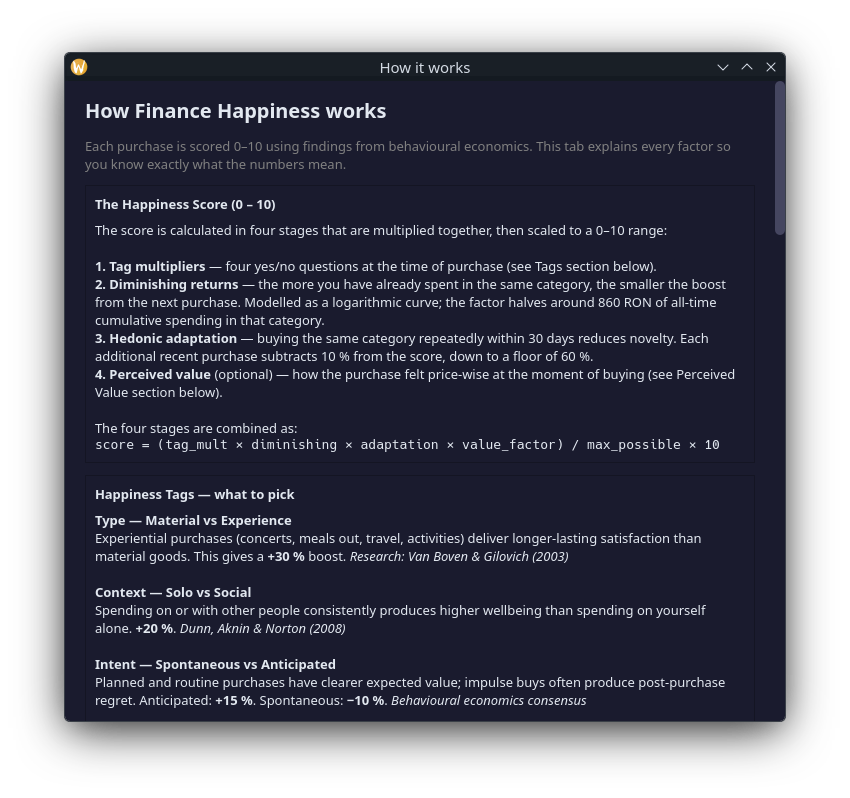 How it works
How Finance Happiness works
Each purchase is scored 0–10 using findings from behavioural economics. This tab explains every factor so
you know exactly what the numbers mean.
The Happiness Score (0 – 10)
The score is calculated in four stages that are multiplied together, then scaled to a 0–10 range:
1. Tag multipliers — four yes/no questions at the time of purchase (see Tags section below).
2. Diminishing returns — the more you have already spent in the same category, the smaller the boost
from the next purchase. Modelled as a logarithmic curve; the factor halves around 860 RON of all-time
cumulative spending in that category.
3. Hedonic adaptation — buying the same category repeatedly within 30 days reduces novelty. Each
additional recent purchase subtracts 10 % from the score, down to a floor of 60 %.
4. Perceived value (optional) — how the purchase felt price-wise at the moment of buying (see Perceived
Value section below).
The four stages are combined as:
score = (tag_mult × diminishing × adaptation × value_factor) / max_possible × 10
Happiness Tags — what to pick
Type — Material vs Experience
Experiential purchases (concerts, meals out, travel, activities) deliver longer-lasting satisfaction than
material goods. This gives a +30 % boost. Research: Van Boven & Gilovich (2003)
Context — Solo vs Social
Spending on or with other people consistently produces higher wellbeing than spending on yourself
alone. +20 %. Dunn, Aknin & Norton (2008)
Intent — Spontaneous vs Anticipated
Planned and routine purchases have clearer expected value; impulse buys often produce post-purchase
regret. Anticipated: +15 %. Spontaneous: −10 %. Behavioural economics consensus